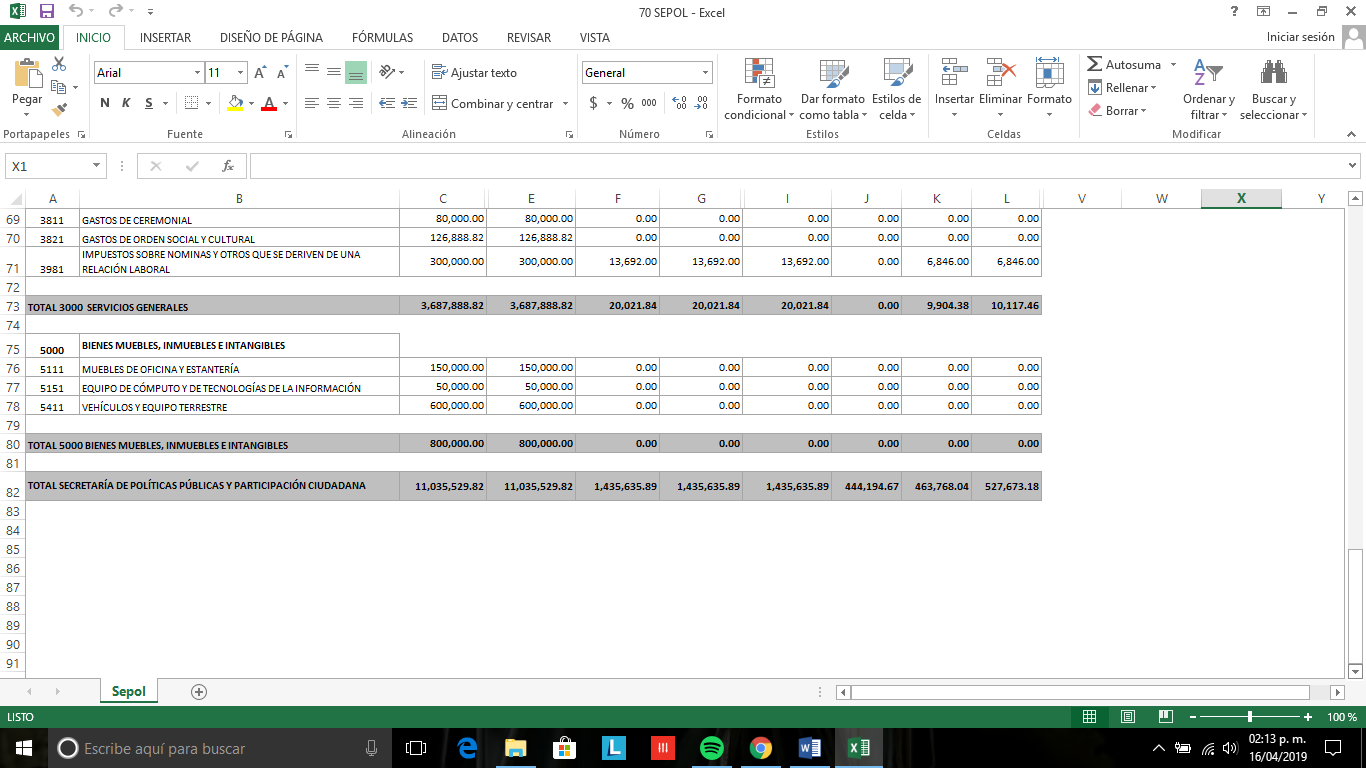 70 SEPOL - Excel
ARCHIVO INICIO INSERTAR DISEÑO DE PÁGINA FÓRMULAS DATOS REVISAR VISTA Iniciar sesión
Pegar
Portapapeles
Arial 11
N K S
Fuente
Ajustar texto
Combinar y centrar
Alineación
General
$ % 000
Número
Formato condicional
Dar formato como tabla
Estilos de celda
Estilos
Insertar Eliminar Formato
Celdas
Autosuma
Rellenar
Borrar
Ordenar y filtrar
Buscar y seleccionar
Modificar
X1 fx
A B C E F G I J K L V W X Y
69 3811 GASTOS DE CEREMONIAL 80,000.00 80,000.00 0.00 0.00 0.00 0.00 0.00 0.00
70 3821 GASTOS DE ORDEN SOCIAL Y CULTURAL 126,888.82 126,888.82 0.00 0.00 0.00 0.00 0.00 0.00
71 3981 IMPUESTOS SOBRE NOMINAS Y OTROS QUE SE DERIVEN DE UNA
RELACIÓN LABORAL 300,000.00 300,000.00 13,692.00 13,692.00 13,692.00 0.00 6,846.00 6,846.00
72
73 TOTAL 3000 SERVICIOS GENERALES 3,687,888.82 3,687,888.82 20,021.84 20,021.84 20,021.84 0.00 9,904.38 10,117.46
74
75 5000 BIENES MUEBLES, INMUEBLES E INTANGIBLES
76 5111 MUEBLES DE OFICINA Y ESTANTERÍA 150,000.00 150,000.00 0.00 0.00 0.00 0.00 0.00 0.00
77 5151 EQUIPO DE CÓMPUTO Y DE TECNOLOGÍAS DE LA INFORMACIÓN 50,000.00 50,000.00 0.00 0.00 0.00 0.00 0.00 0.00
78 5411 VEHÍCULOS Y EQUIPO TERRESTRE 600,000.00 600,000.00 0.00 0.00 0.00 0.00 0.00 0.00
79
80 TOTAL 5000 BIENES MUEBLES, INMUEBLES E INTANGIBLES 800,000.00 800,000.00 0.00 0.00 0.00 0.00 0.00 0.00
81
82 TOTAL SECRETARÍA DE POLÍTICAS PÚBLICAS Y PARTICIPACIÓN CIUDADANA 11,035,529.82 11,035,529.82 1,435,635.89 1,435,635.89 1,435,635.89 444,194.67 463,768.04 527,673.18
83
84
85
86
87
88
89
90
91
Sepol
LISTO 100 %
Escribe aquí para buscar
02:13 p. m.
16/04/2019